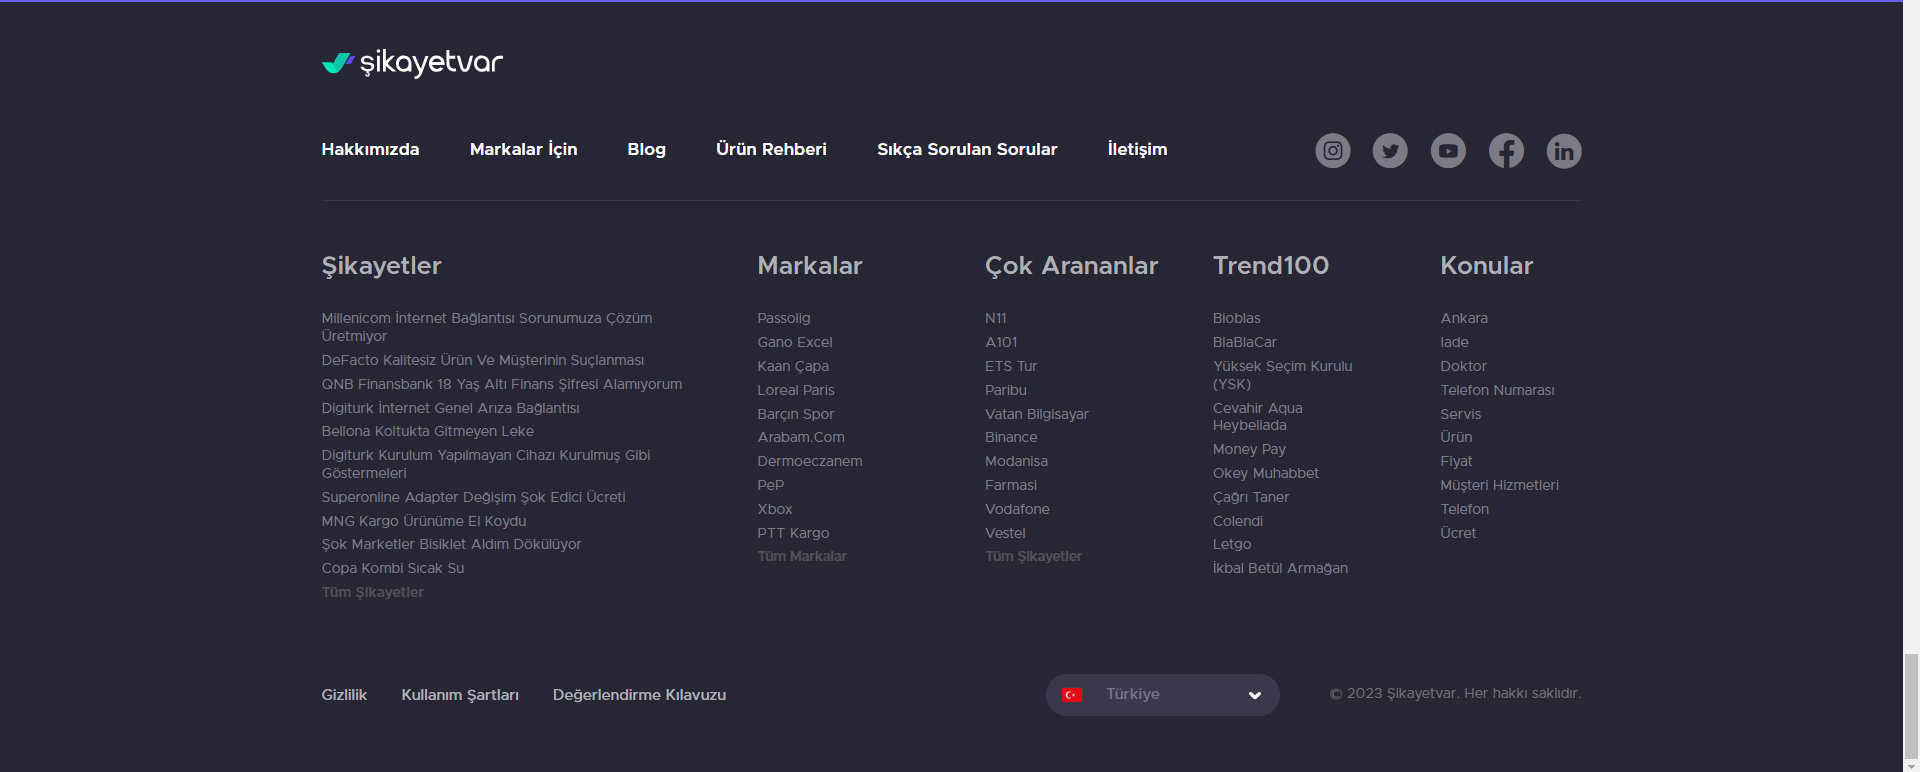 şikayetvar
Hakkımızda
Markalar İçin
Blog
Ürün Rehberi
Sıkça Sorulan Sorular
İletişim
Şikayetler
Millenicom İnternet Bağlantısı Sorunumuza Çözüm
Üretmiyor
DeFacto Kalitesiz Ürün Ve Müşterinin Suçlanması
QNB Finansbank 18 Yaş Altı Finans Şifresi Alamıyorum
Digiturk İnternet Genel Arıza Bağlantısı
Bellona Koltukta Gitmeyen Leke
Digiturk Kurulum Yapılmayan Cihazı Kurulmuş Gibi
Göstermeleri
Superonline Adapter Değişim Şok Edici Ücreti
MNG Kargo Ürünüme El Koydu
Şok Marketler Bisiklet Aldım Dökülüyor
Copa Kombi Sıcak Su
Tüm Şikayetler
Markalar
Passolig
Gano Excel
Kaan Çapa
Loreal Paris
Barçın Spor
Arabam.Com
Dermoeczanem
PeP
Xbox
PTT Kargo
Tüm Markalar
Çok Arananlar
N11
A101
ETS Tur
Paribu
Vatan Bilgisayar
Binance
Modanisa
Farmasi
Vodafone
Vestel
Tüm Şikayetler
Trend100
Bioblas
BlaBlaCar
Yüksek Seçim Kurulu
(YSK)
Cevahir Aqua
Heybeliada
Money Pay
Okey Muhabbet
Çağrı Taner
Colendi
Letgo
İkbal Betül Armağan
Konular
Ankara
Iade
Doktor
Telefon Numarası
Servis
Ürün
Fiyat
Müşteri Hizmetleri
Telefon
Ücret
Gizlilik
Kullanım Şartları
Değerlendirme Kılavuzu
Türkiye
© 2023 Şikayetvar. Her hakkı saklıdır.